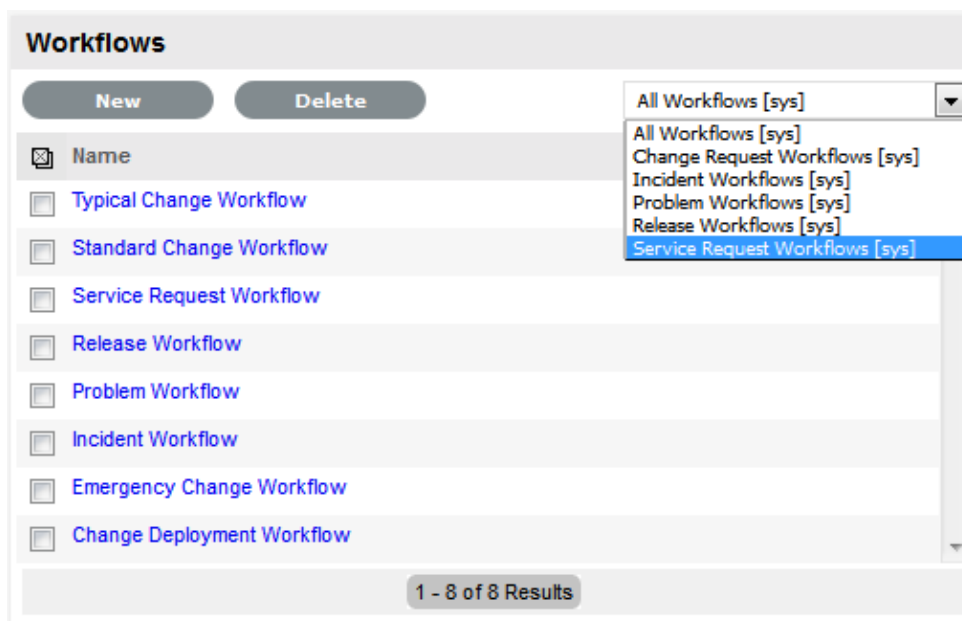 Workflows
New Delete All Workflows [sys]
All Workflows [sys]
Change Request Workflows [sys]
Incident Workflows [sys]
Problem Workflows [sys]
Release Workflows [sys]
Service Request Workflows [sys]
Name
Typical Change Workflow
Standard Change Workflow
Service Request Workflow
Release Workflow
Problem Workflow
Incident Workflow
Emergency Change Workflow
Change Deployment Workflow
1 - 8 of 8 Results